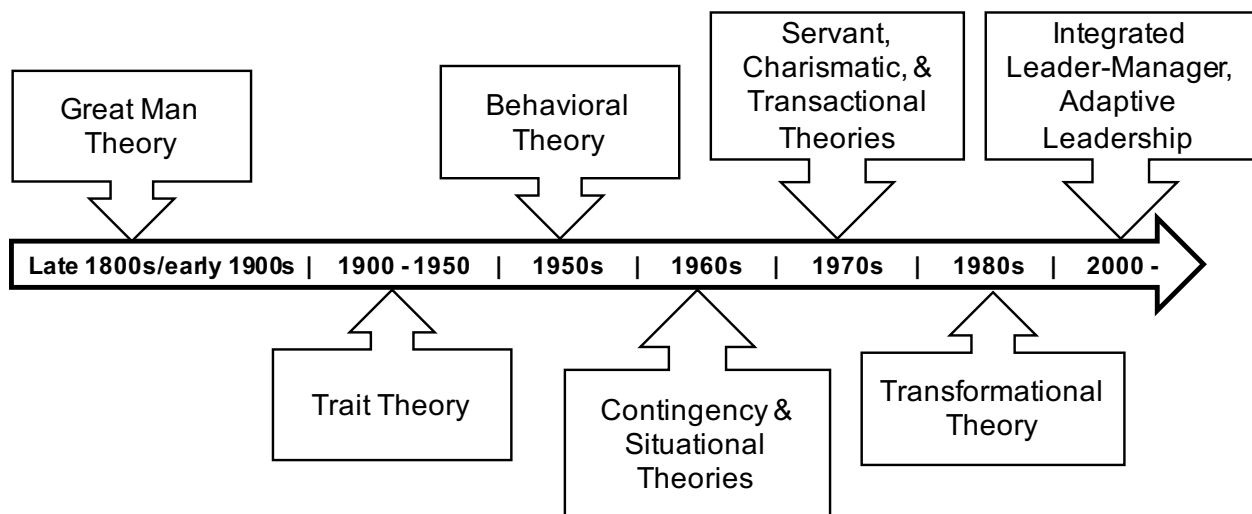 Great Man
Theory
Behavioral
Theory
Servant,
Charismatic, &
Transactional
Theories
Integrated
Leader-Manager,
Adaptive
Leadership
Late 1800s/early 1900s | 1900 - 1950 | 1950s | 1960s | 1970s | 1980s | 2000 -
Trait Theory
Contingency &
Situational
Theories
Transformational
Theory